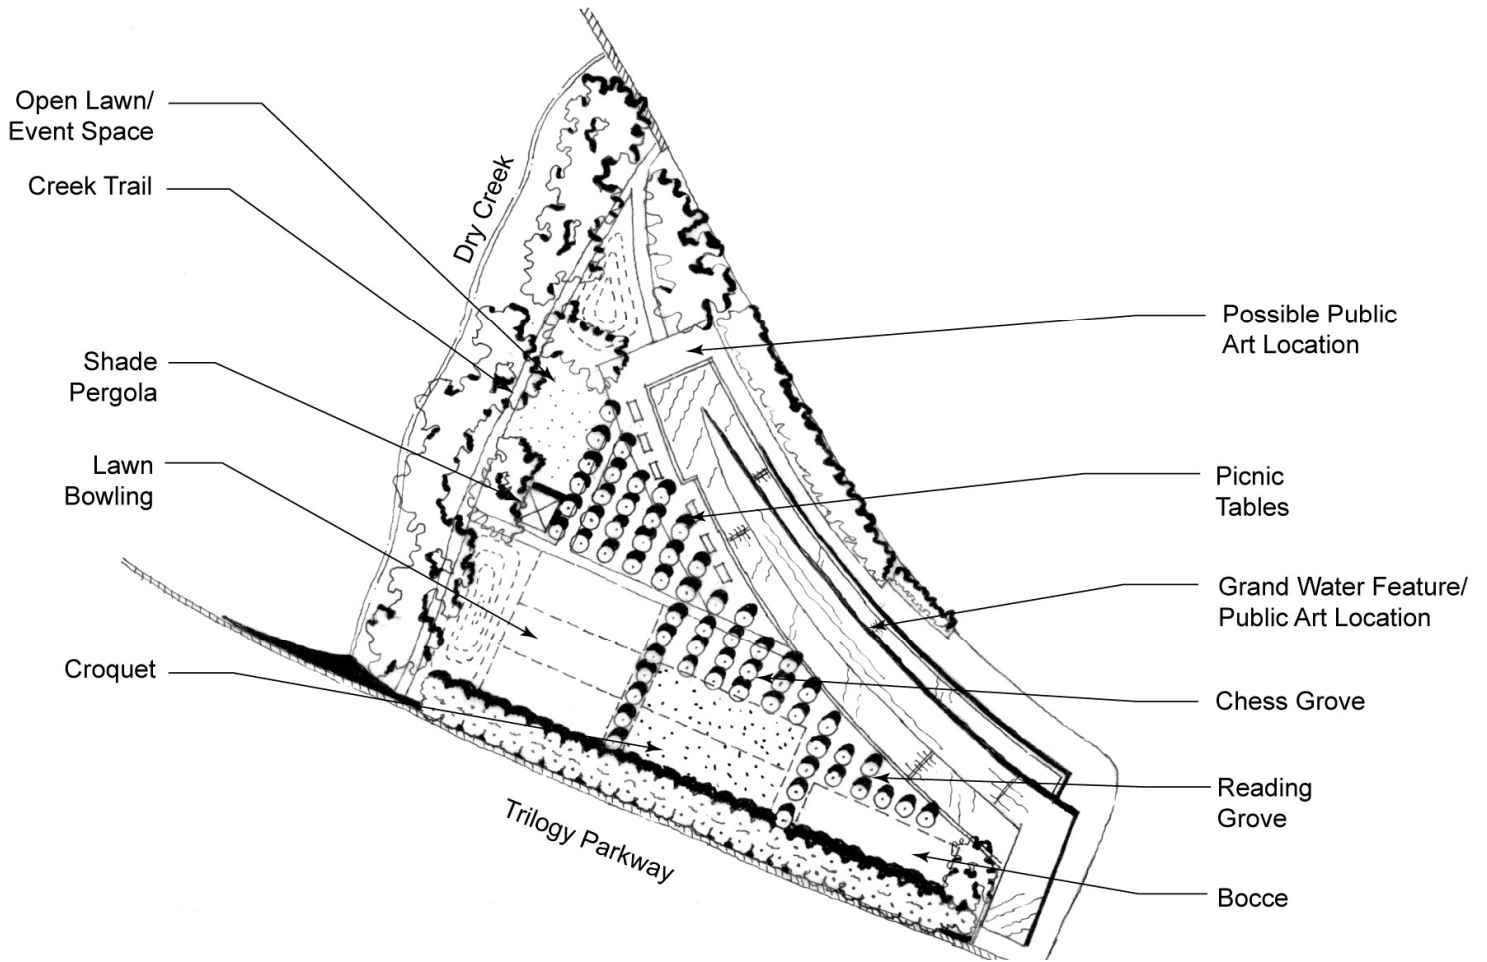 Open Lawn/
Event Space
Creek Trail
Dry Creek
Shade
Pergola
Lawn
Bowling
Croquet
Trilogy Parkway
Possible Public
Art Location
Picnic
Tables
Grand Water Feature/
Public Art Location
Chess Grove
Reading
Grove
Bocce